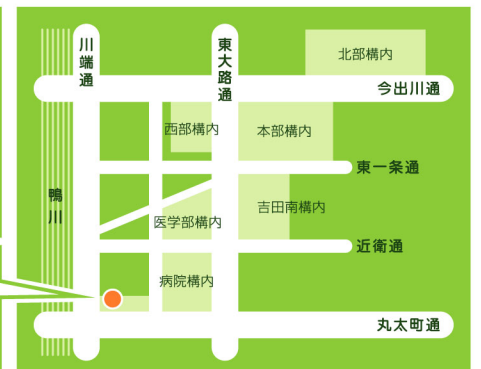 川端通
東大路通
北部構内
今出川通
西部構内
本部構内
東一条通
鴨川
医学部構内
吉田南構内
近衛通
病院構内
丸太町通